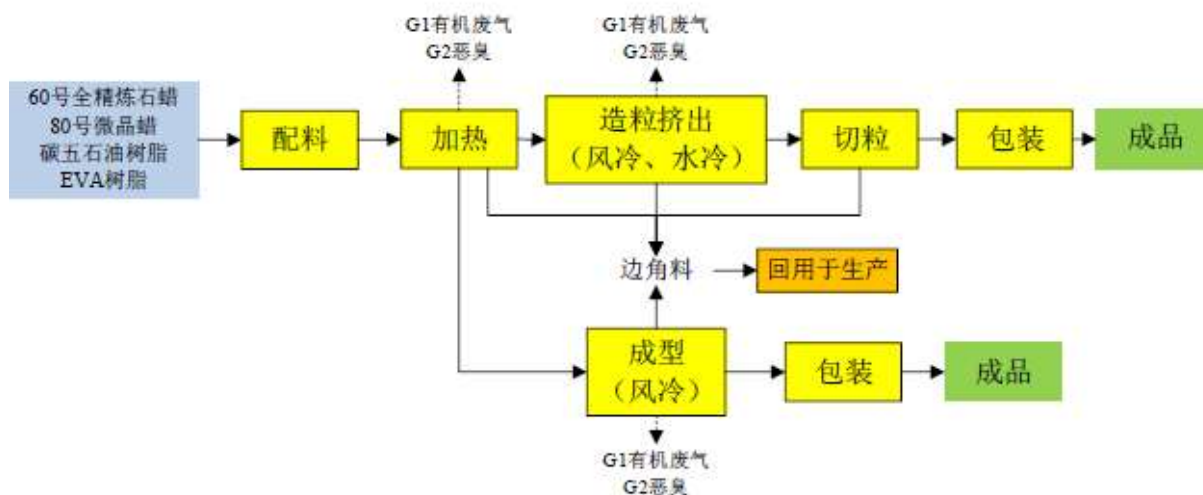 G1有机废气
G2恶臭
G1有机废气
G2恶臭
60号全精炼石蜡
80号微晶蜡
碳五石油树脂
EVA树脂
配料
加热
造粒挤出
（风冷、水冷）
切粒
包装
成品
边角料
回用于生产
成型
（风冷）
包装
成品
G1有机废气
G2恶臭